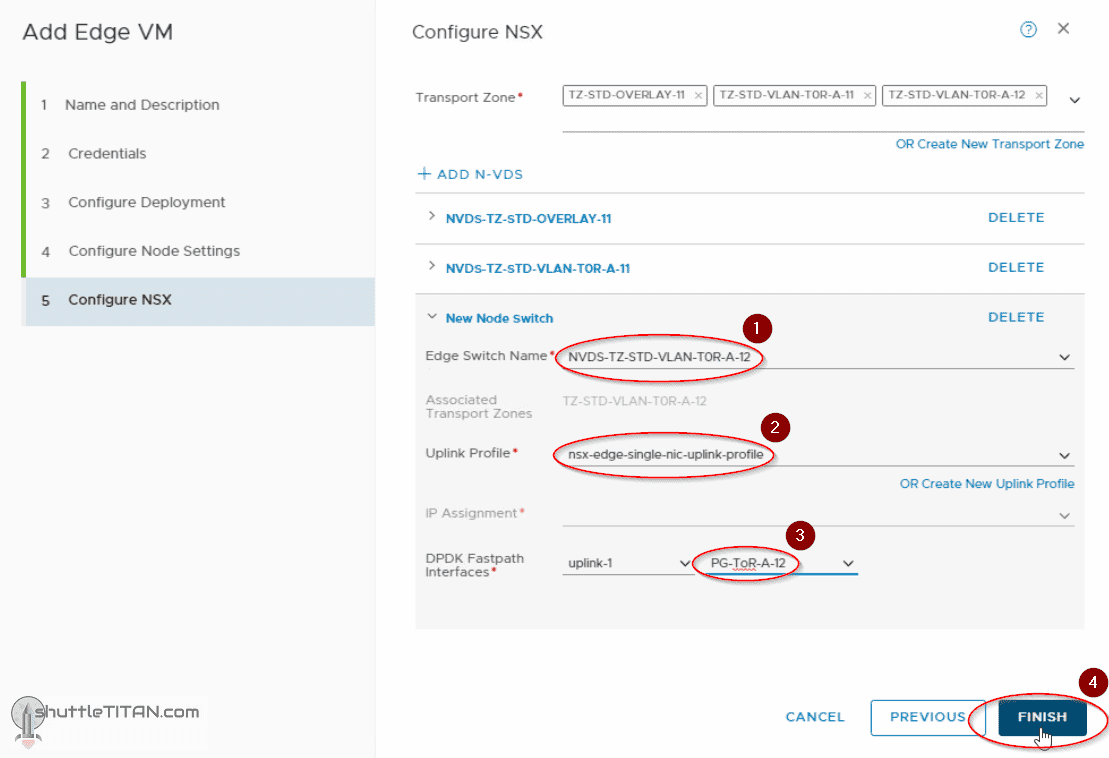 Add Edge VM
1 Name and Description
2 Credentials
3 Configure Deployment
4 Configure Node Settings
5 Configure NSX
Configure NSX
?
Transport Zone*
TZ-STD-OVERLAY-11 × TZ-STD-VLAN-T0R-A-11 × TZ-STD-VLAN-T0R-A-12 ×
OR Create New Transport Zone
+ ADD N-VDS
NVDS-TZ-STD-OVERLAY-11 DELETE
NVDS-TZ-STD-VLAN-T0R-A-11 DELETE
New Node Switch DELETE
1
Edge Switch Name* NVDS-TZ-STD-VLAN-T0R-A-12
Associated
Transport Zones
TZ-STD-VLAN-T0R-A-12
2
Uplink Profile* nsx-edge-single-nic-uplink-profile
OR Create New Uplink Profile
IP Assignment*
3
DPDK Fastpath
Interfaces*
uplink-1 PG-ToR-A-12
4
CANCEL PREVIOUS FINISH
shuttleTITAN.com